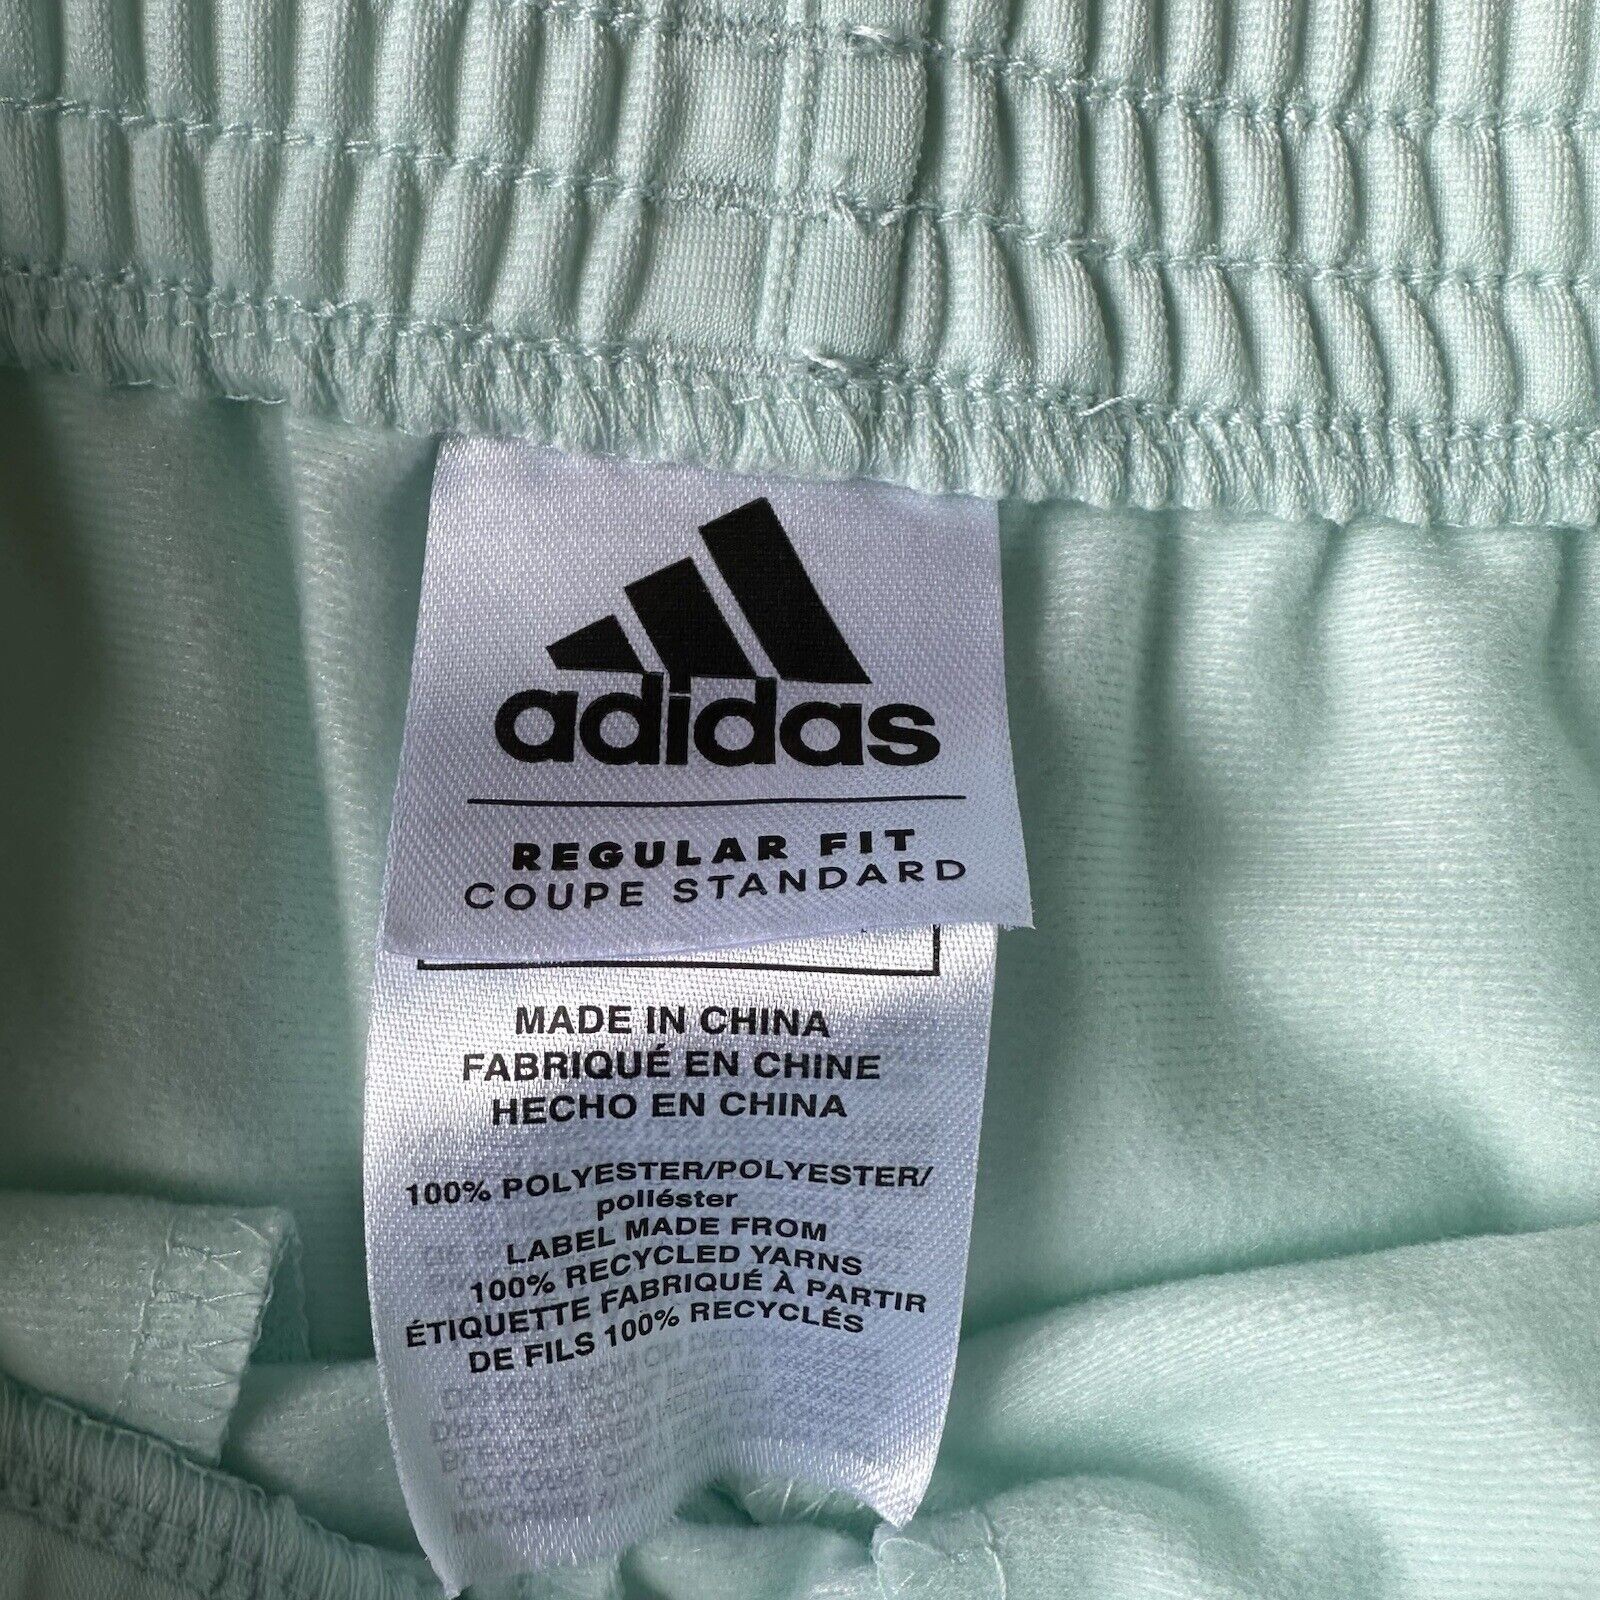 adidas
REGULAR FIT
COUPE STANDARD
MADE IN CHINA
FABRIQUÉ EN CHINE
HECHO EN CHINA
100% POLYESTER/POLYESTER/
poliéster
LABEL MADE FROM
100% RECYCLED YARNS
ÉTIQUETTE FABRIQUÉ À PARTIR
DE FILS 100% RECYCLÉS